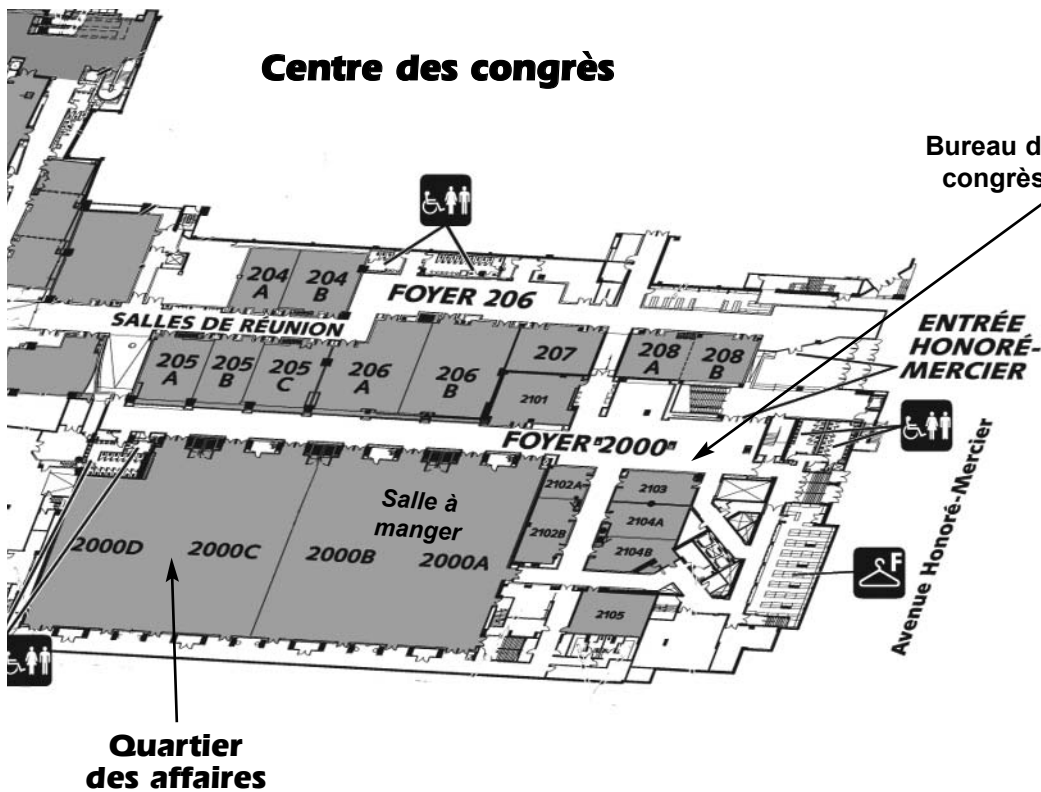 Centre des congrès
Bureau d
congrès
204
A
204
B
FOYER 206
SALLES DE RÉUNION
ENTRÉE
HONORÉ-
MERCIER
205
A
205
B
205
C
206
A
206
B
207
208
A
208
B
2101
FOYER "2000"
Salle à
manger
2102A
2102B
2103
2104A
2104B
2000D
2000C
2000B
2000A
2105
F
Avenue Honoré-Mercier
Quartier
des affaires